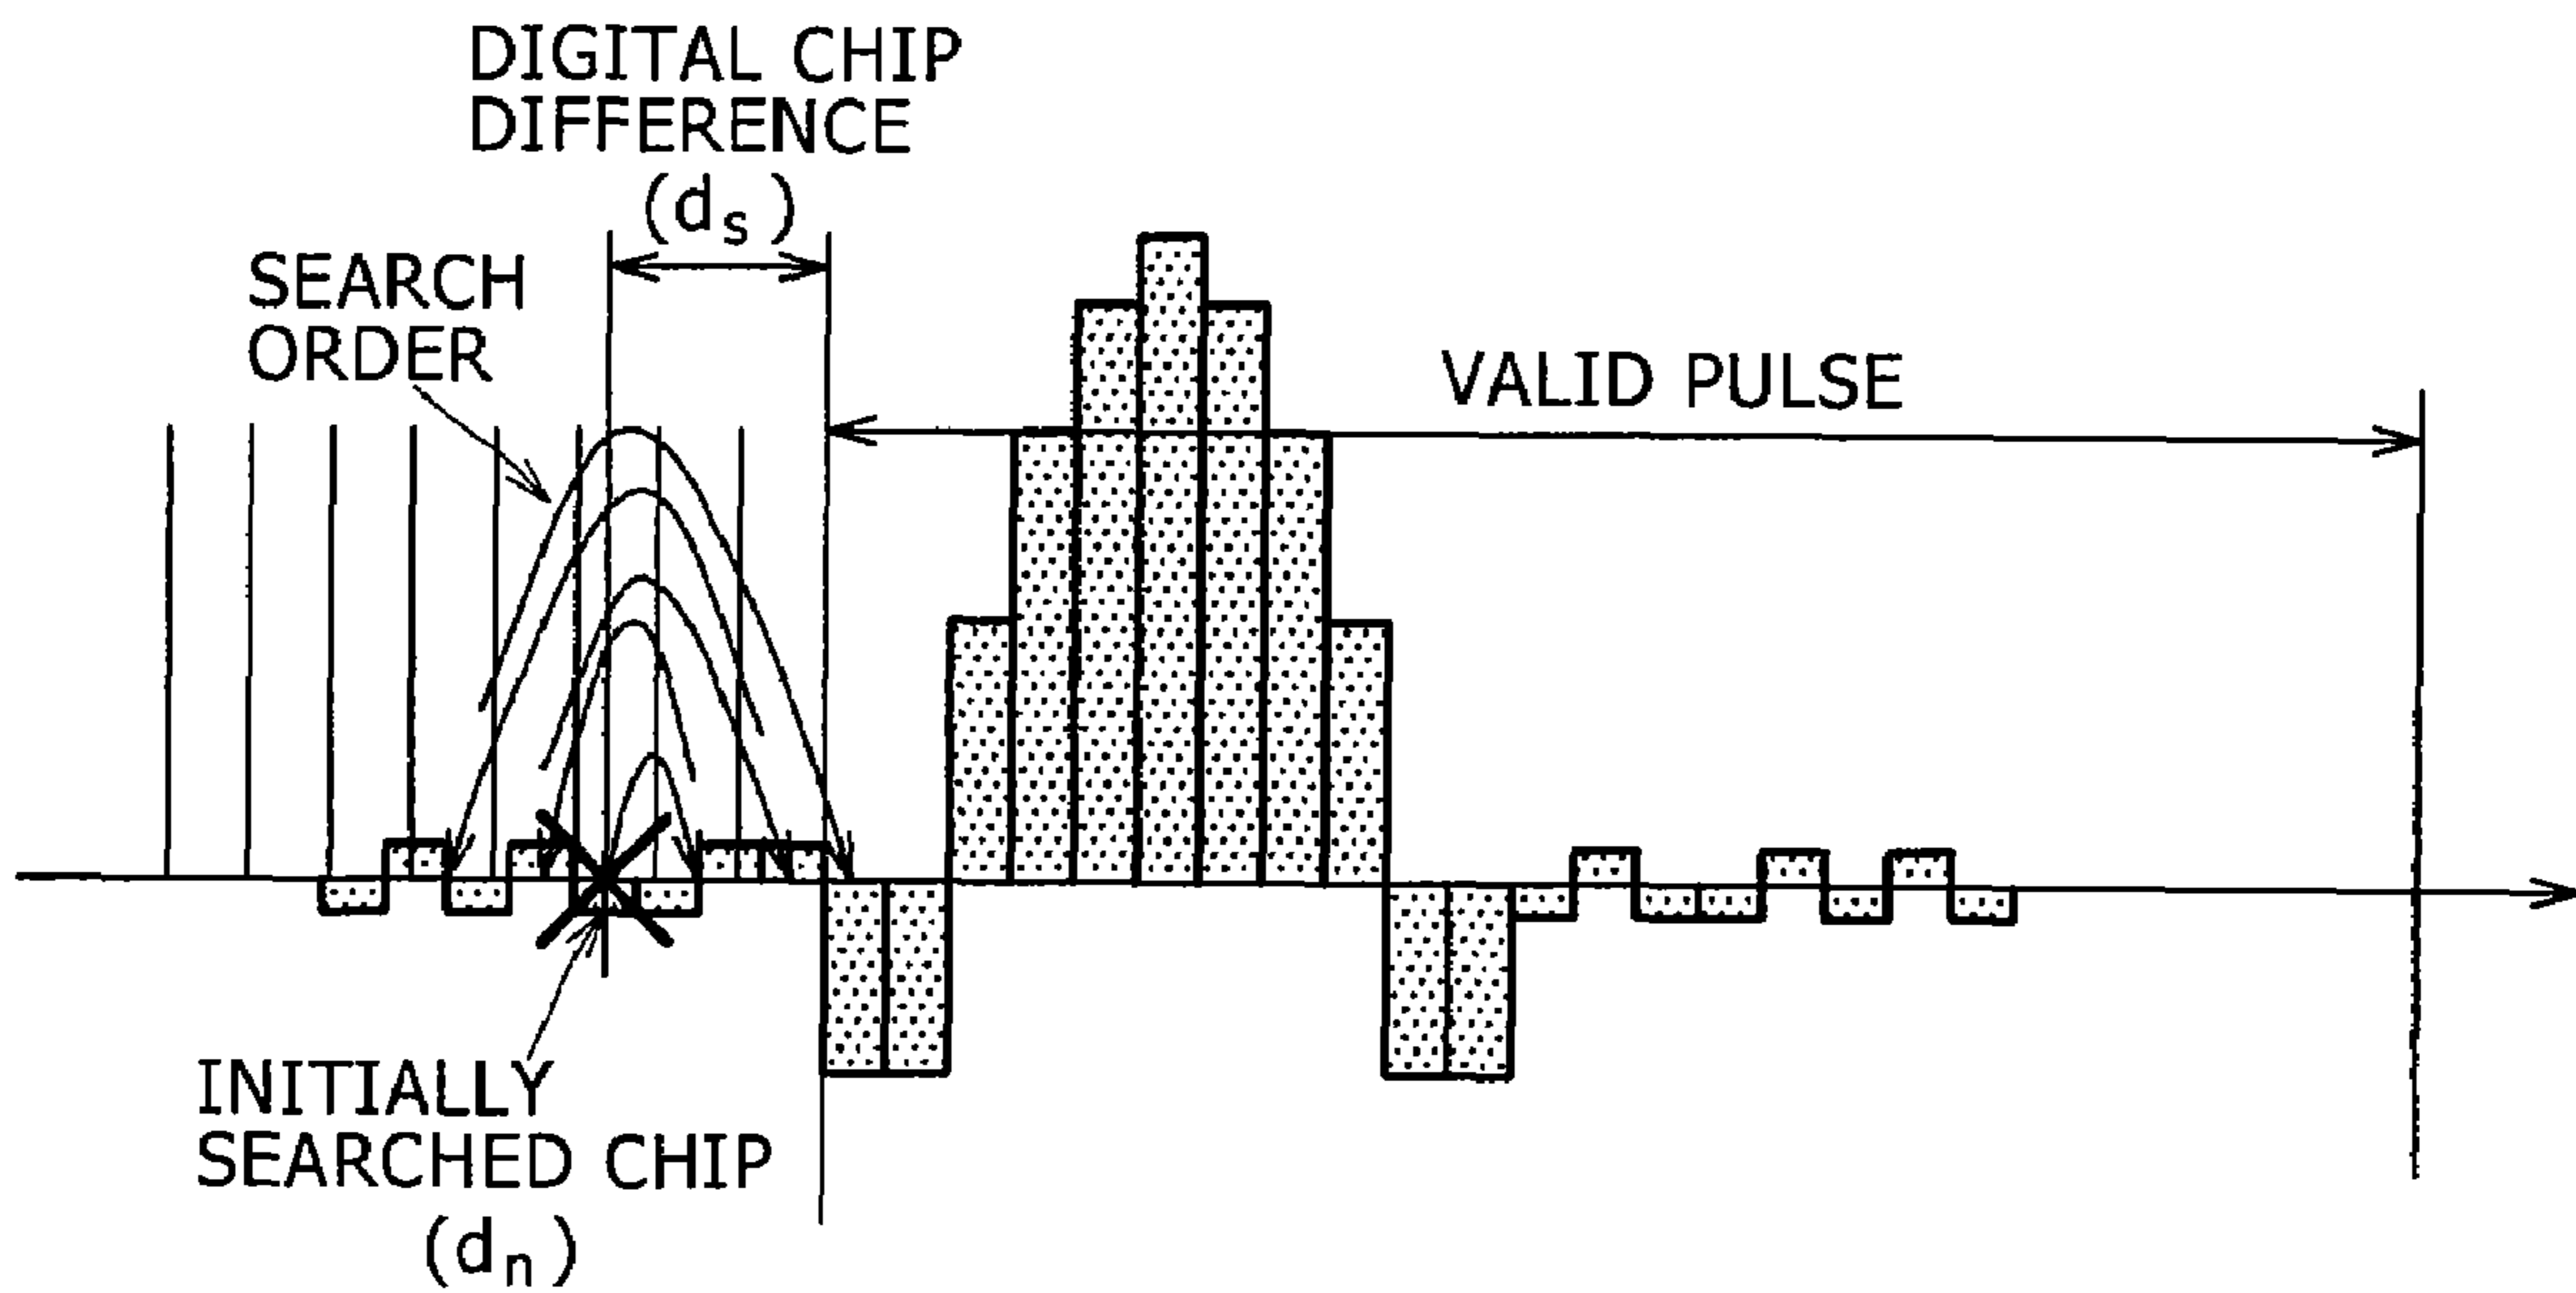 DIGITAL CHIP
DIFFERENCE
(ds)
SEARCH
ORDER
VALID PULSE
INITIALLY
SEARCHED CHIP
(dn)